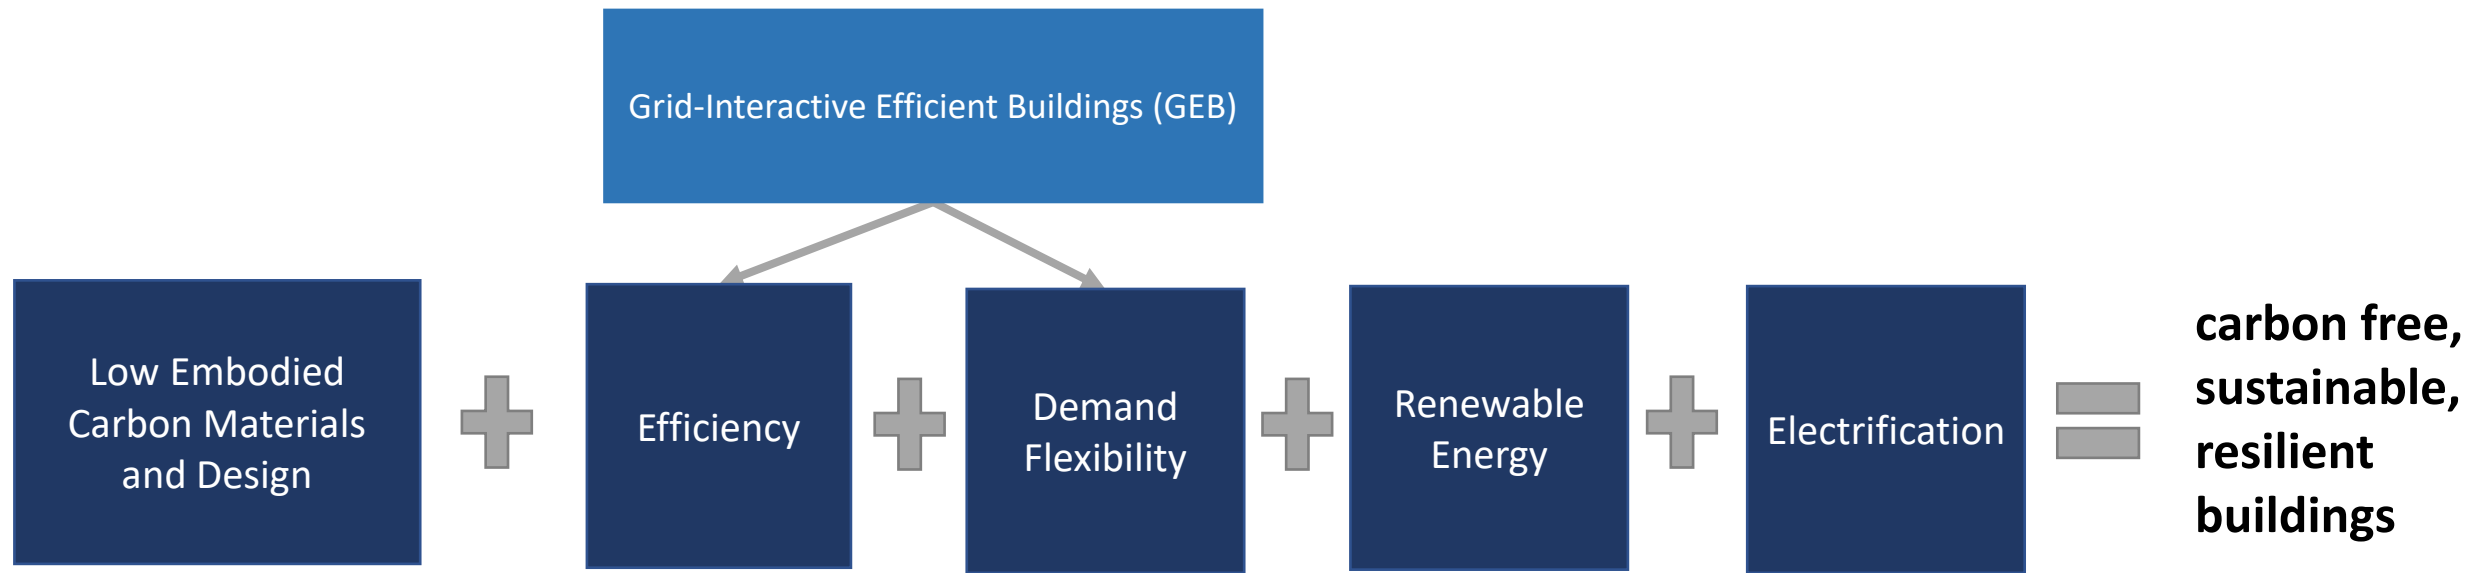 Grid-Interactive Efficient Buildings (GEB)
Low Embodied
Carbon Materials
and Design
Efficiency
Demand
Flexibility
Renewable
Energy
Electrification
carbon free,
sustainable,
resilient
buildings